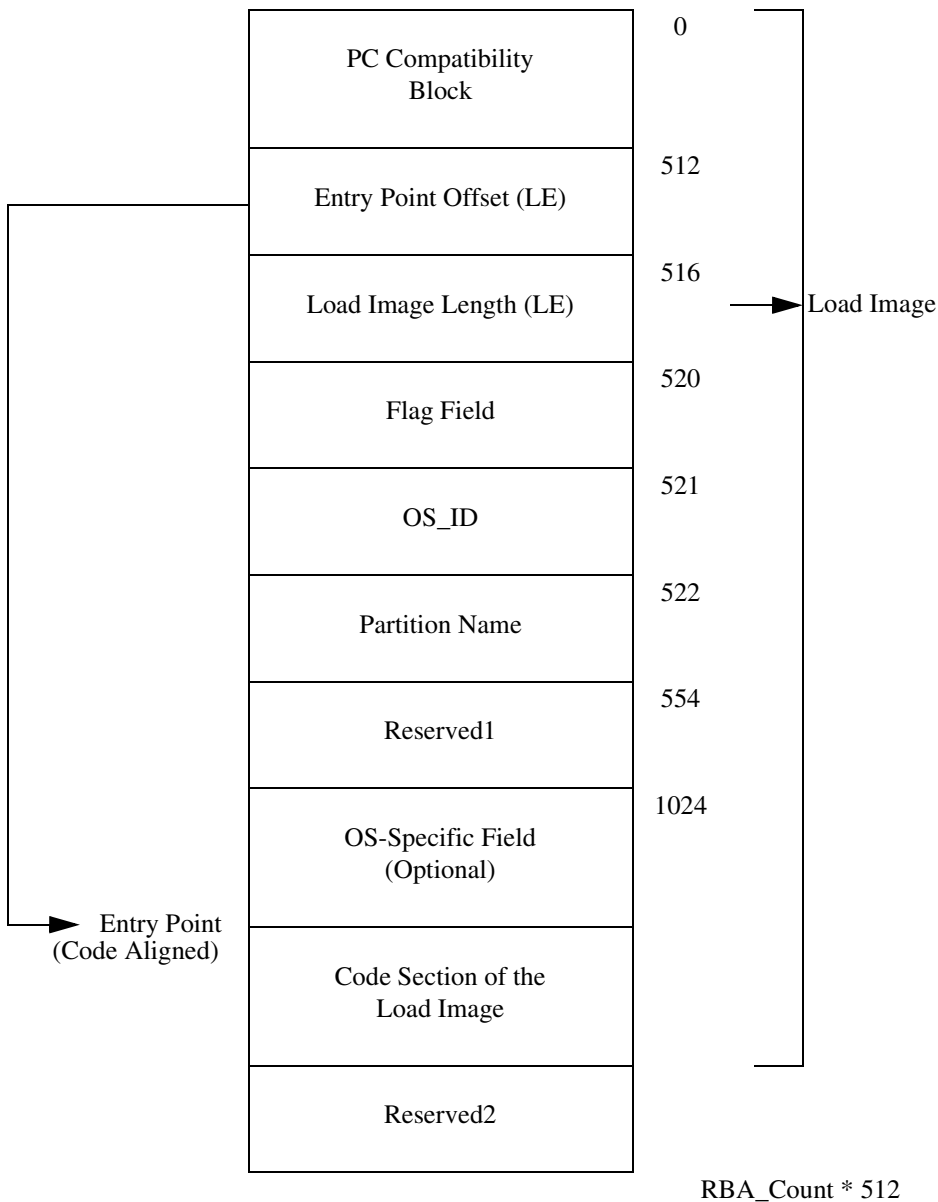 0
PC Compatibility
Block
512
Entry Point Offset (LE)
516
Load Image Length (LE)
Load Image
520
Flag Field
521
OS_ID
522
Partition Name
554
Reserved1
1024
OS-Specific Field
(Optional)
Entry Point
(Code Aligned)
Code Section of the
Load Image
Reserved2
RBA_Count * 512